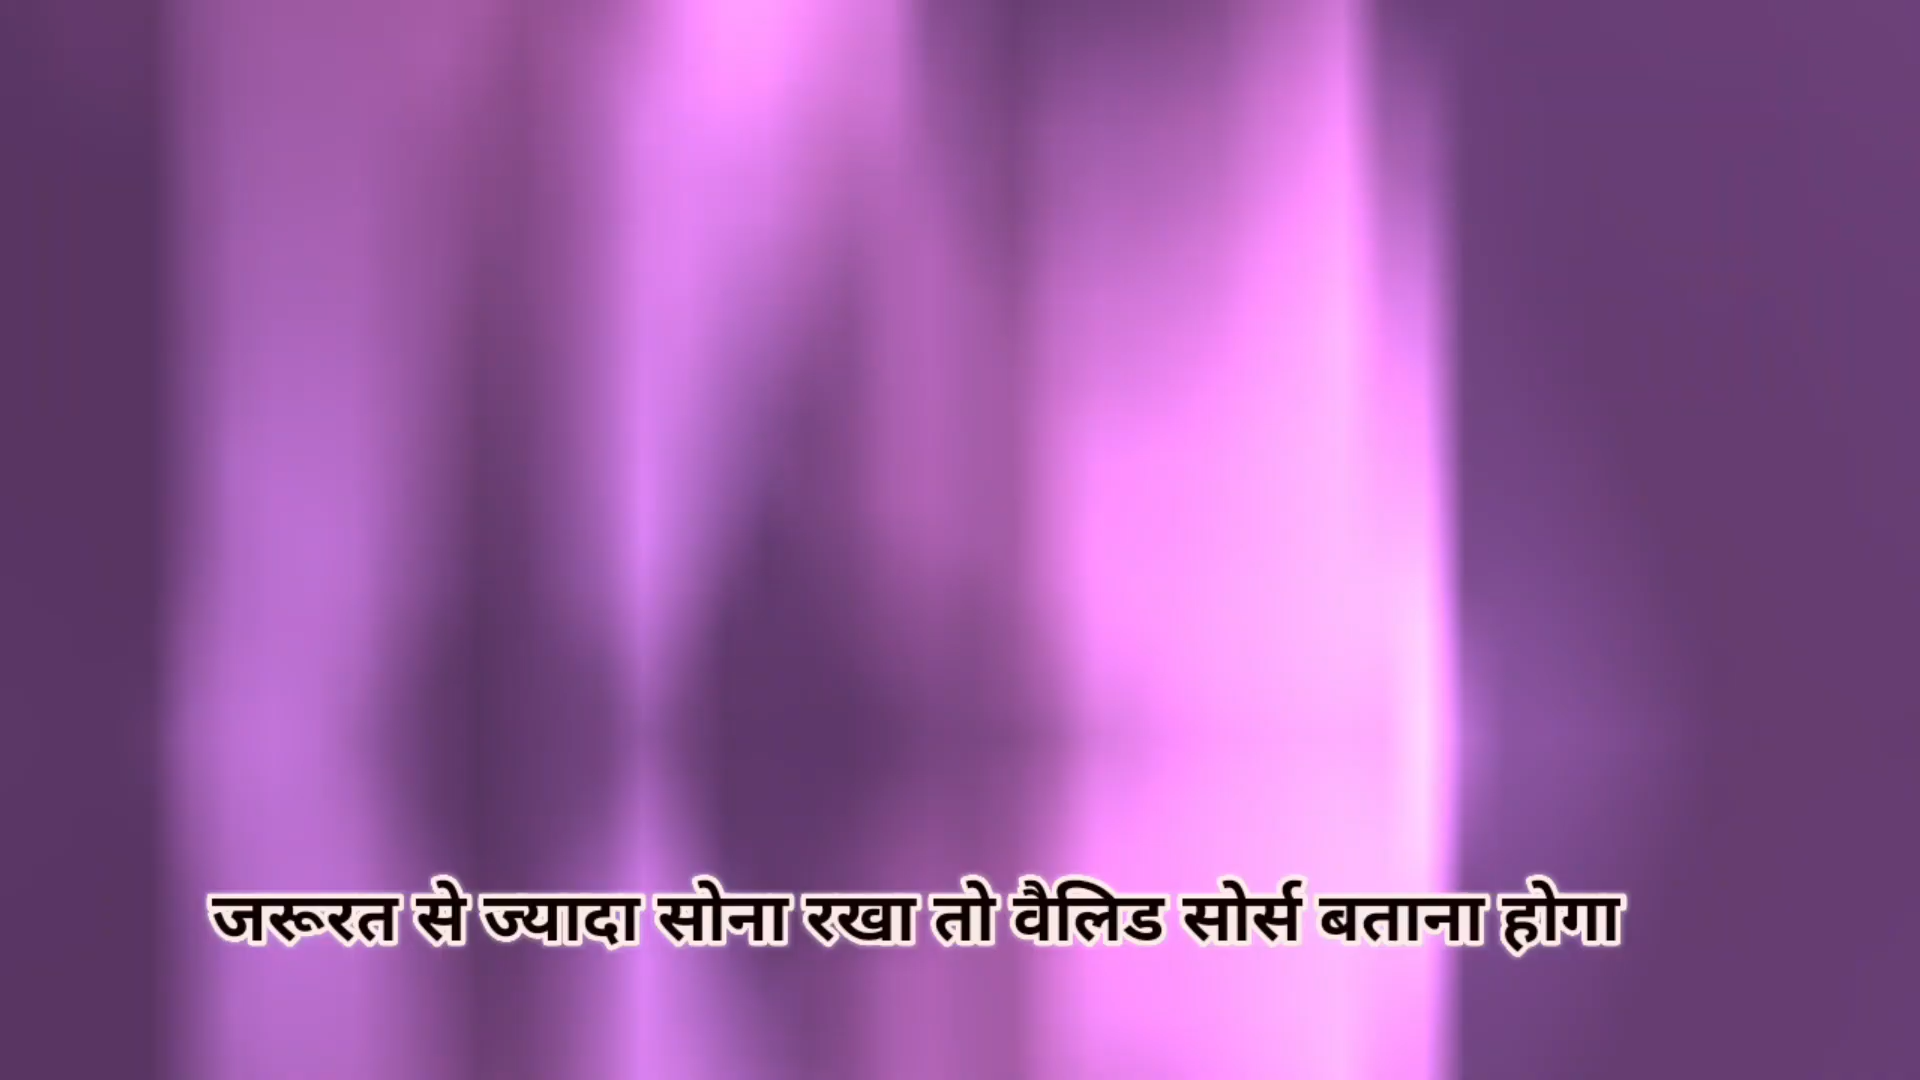 जरूरत से ज्यादा सोना रखा तो वैलिड सोर्स बताना होगा